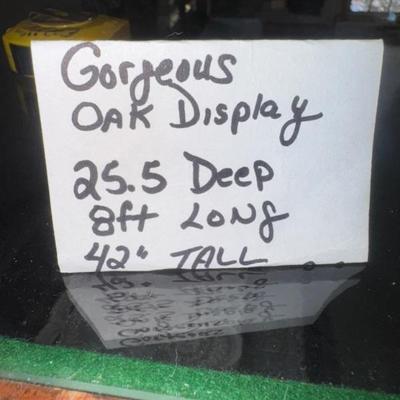 Gorgeous
OAK Display
25.5 Deep
8ft LONG
42" TALL